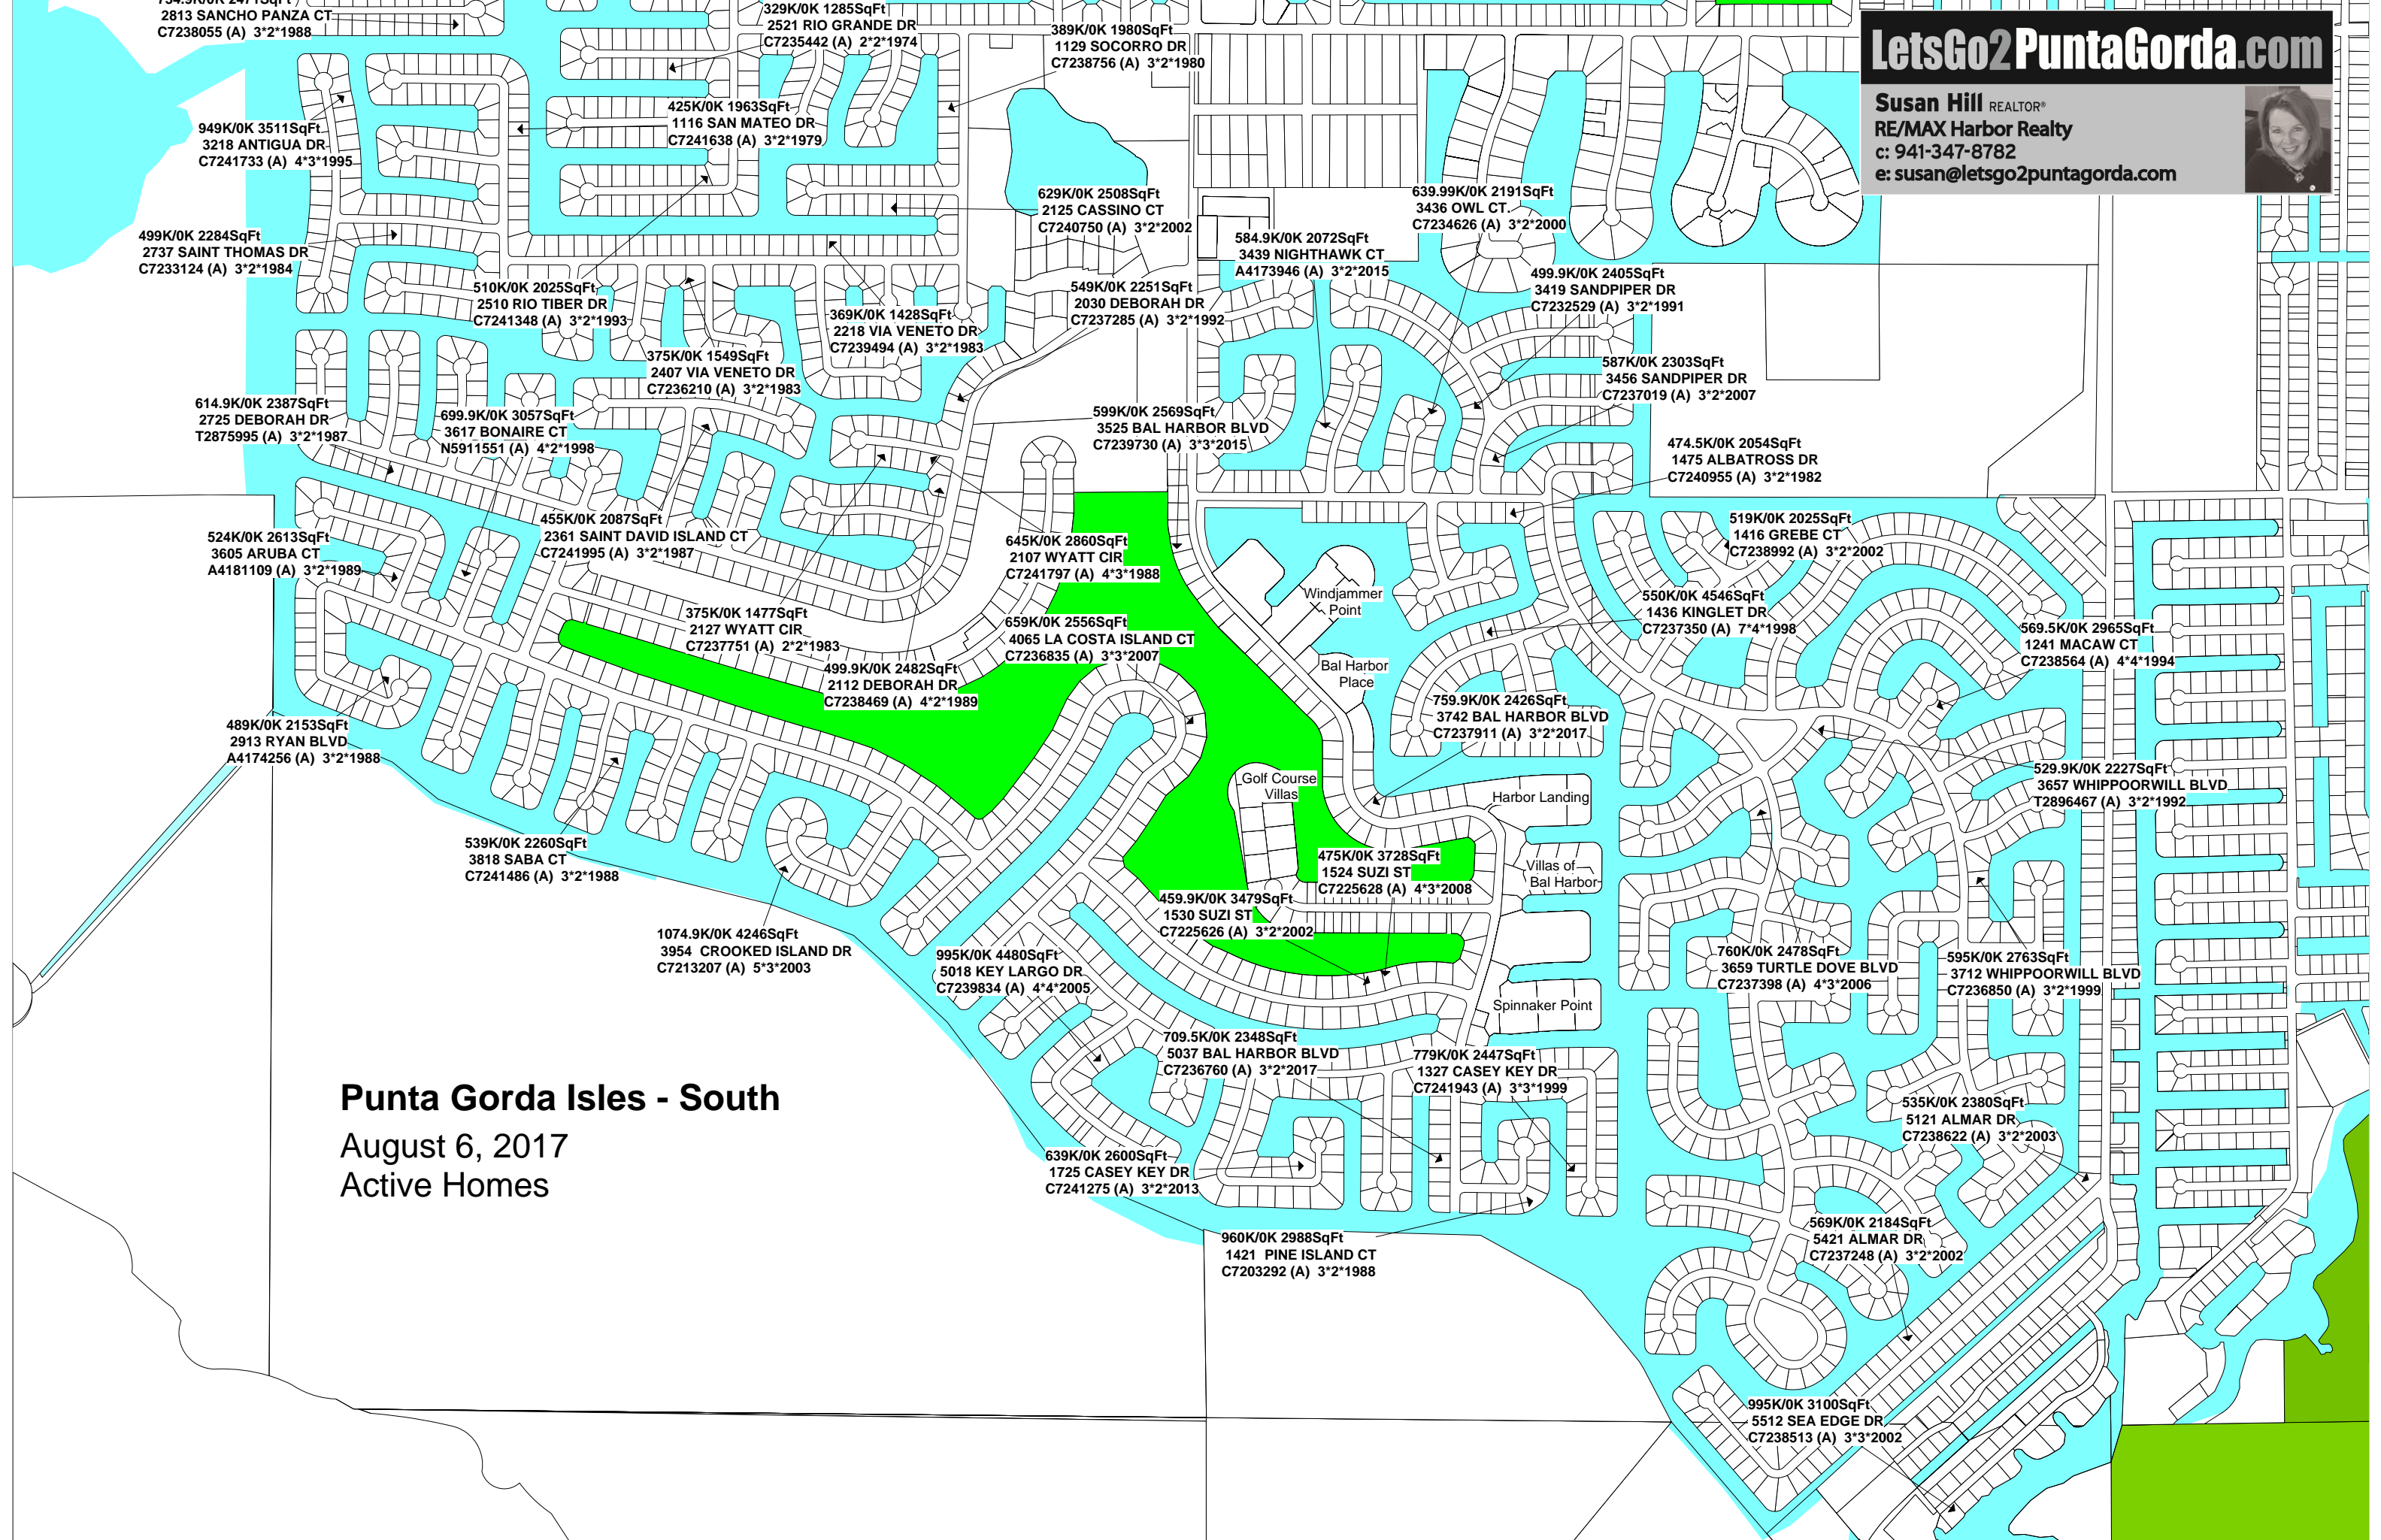 2813 SANCHO PANZA CT
C7238055 (A) 3*2*1988
329K/0K 1285SqFt
2521 RIO GRANDE DR
C7235442 (A) 2*2*1974
389K/0K 1980SqFt
1129 SOCORRO DR
C7238756 (A) 3*2*1980
LetsGo2PuntaGorda.com
Susan Hill REALTOR®
RE/MAX Harbor Realty
c: 941-347-8782
e: susan@letsgo2puntagorda.com
949K/0K 3511SqFt
3218 ANTIGUA DR
C7241733 (A) 4*3*1995
425K/0K 1963SqFt
1116 SAN MATEO DR
C7241638 (A) 3*2*1979
629K/0K 2508SqFt
2125 CASSINO CT
C7240750 (A) 3*2*2002
639.99K/0K 2191SqFt
3436 OWL CT.
C7234626 (A) 3*2*2000
499K/0K 2284SqFt
2737 SAINT THOMAS DR
C7233124 (A) 3*2*1984
584.9K/0K 2072SqFt
3439 NIGHTHAWK CT
A4173946 (A) 3*2*2015
510K/0K 2025SqFt
2510 RIO TIBER DR
C7241348 (A) 3*2*1993
369K/0K 1428SqFt
2218 VIA VENETO DR
C7239494 (A) 3*2*1983
549K/0K 2251SqFt
2030 DEBORAH DR
C7237285 (A) 3*2*1992
499.9K/0K 2405SqFt
3419 SANDPIPER DR
C7232529 (A) 3*2*1991
375K/0K 1549SqFt
2407 VIA VENETO DR
C7236210 (A) 3*2*1983
587K/0K 2303SqFt
3456 SANDPIPER DR
C7237019 (A) 3*2*2007
614.9K/0K 2387SqFt
2725 DEBORAH DR
T2875995 (A) 3*2*1987
699.9K/0K 3057SqFt
3617 BONAIRE CT
N5911551 (A) 4*2*1998
599K/0K 2569SqFt
3525 BAL HARBOR BLVD
C7239730 (A) 3*3*2015
474.5K/0K 2054SqFt
1475 ALBATROSS DR
C7240955 (A) 3*2*1982
524K/0K 2613SqFt
3605 ARUBA CT
A4181109 (A) 3*2*1989
455K/0K 2087SqFt
2361 SAINT DAVID ISLAND CT
C7241995 (A) 3*2*1987
645K/0K 2860SqFt
2107 WYATT CIR
C7241797 (A) 4*3*1988
519K/0K 2025SqFt
1416 GREBE CT
C7238992 (A) 3*2*2002
Windjammer
Point
550K/0K 4546SqFt
1436 KINGLET DR
C7237350 (A) 7*4*1998
375K/0K 1477SqFt
2127 WYATT CIR
C7237751 (A) 2*2*1983
659K/0K 2556SqFt
4065 LA COSTA ISLAND CT
C7236835 (A) 3*3*2007
569.5K/0K 2965SqFt
1241 MACAW CT
C7238564 (A) 4*4*1994
499.9K/0K 2482SqFt
2112 DEBORAH DR
C7238469 (A) 4*2*1989
Bal Harbor
Place
759.9K/0K 2426SqFt
3742 BAL HARBOR BLVD
C7237911 (A) 3*2*2017
489K/0K 2153SqFt
2913 RYAN BLVD
A4174256 (A) 3*2*1988
Golf Course
Villas
Harbor Landing
529.9K/0K 2227SqFt
3657 WHIPPOORWILL BLVD
T2896467 (A) 3*2*1992
539K/0K 2260SqFt
3818 SABA CT
C7241486 (A) 3*2*1988
475K/0K 3728SqFt
1524 SUZI ST
C7225628 (A) 4*3*2008
Villas of
Bal Harbor
459.9K/0K 3479SqFt
1530 SUZI ST
C7225626 (A) 3*2*2002
1074.9K/0K 4246SqFt
3954 CROOKED ISLAND DR
C7213207 (A) 5*3*2003
995K/0K 4480SqFt
5018 KEY LARGO DR
C7239834 (A) 4*4*2005
760K/0K 2478SqFt
3659 TURTLE DOVE BLVD
C7237398 (A) 4*3*2006
595K/0K 2763SqFt
3712 WHIPPOORWILL BLVD
C7236850 (A) 3*2*1999
Spinnaker Point
709.5K/0K 2348SqFt
5037 BAL HARBOR BLVD
C7236760 (A) 3*2*2017
779K/0K 2447SqFt
1327 CASEY KEY DR
C7241943 (A) 3*3*1999
Punta Gorda Isles - South
August 6, 2017
Active Homes
535K/0K 2380SqFt
5121 ALMAR DR
C7238622 (A) 3*2*2003
639K/0K 2600SqFt
1725 CASEY KEY DR
C7241275 (A) 3*2*2013
960K/0K 2988SqFt
1421 PINE ISLAND CT
C7203292 (A) 3*2*1988
569K/0K 2184SqFt
5421 ALMAR DR
C7237248 (A) 3*2*2002
995K/0K 3100SqFt
5512 SEA EDGE DR
C7238513 (A) 3*3*2002